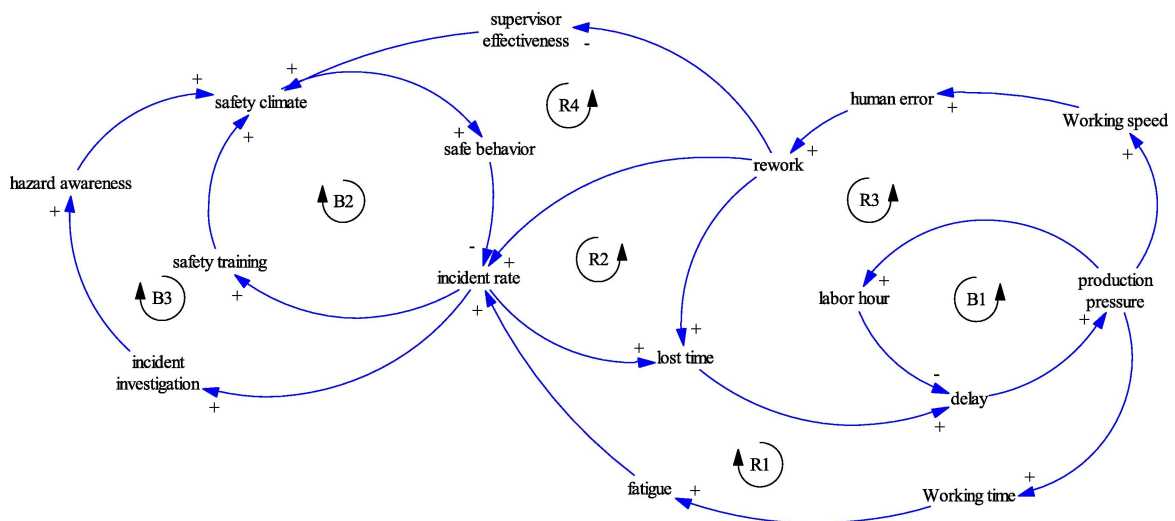 supervisor
effectiveness
-
+
+
safety climate
R4
human error
+
Working speed
+
+
+
safe behavior
+
rework
+
hazard awareness
+
B2
R3
-
safety training
+
incident rate
+
R2
+
labor hour
B1
production
pressure
+
B3
+
+
+
lost time
incident
investigation
+
-
delay
+
R1
fatigue
+
Working time
+